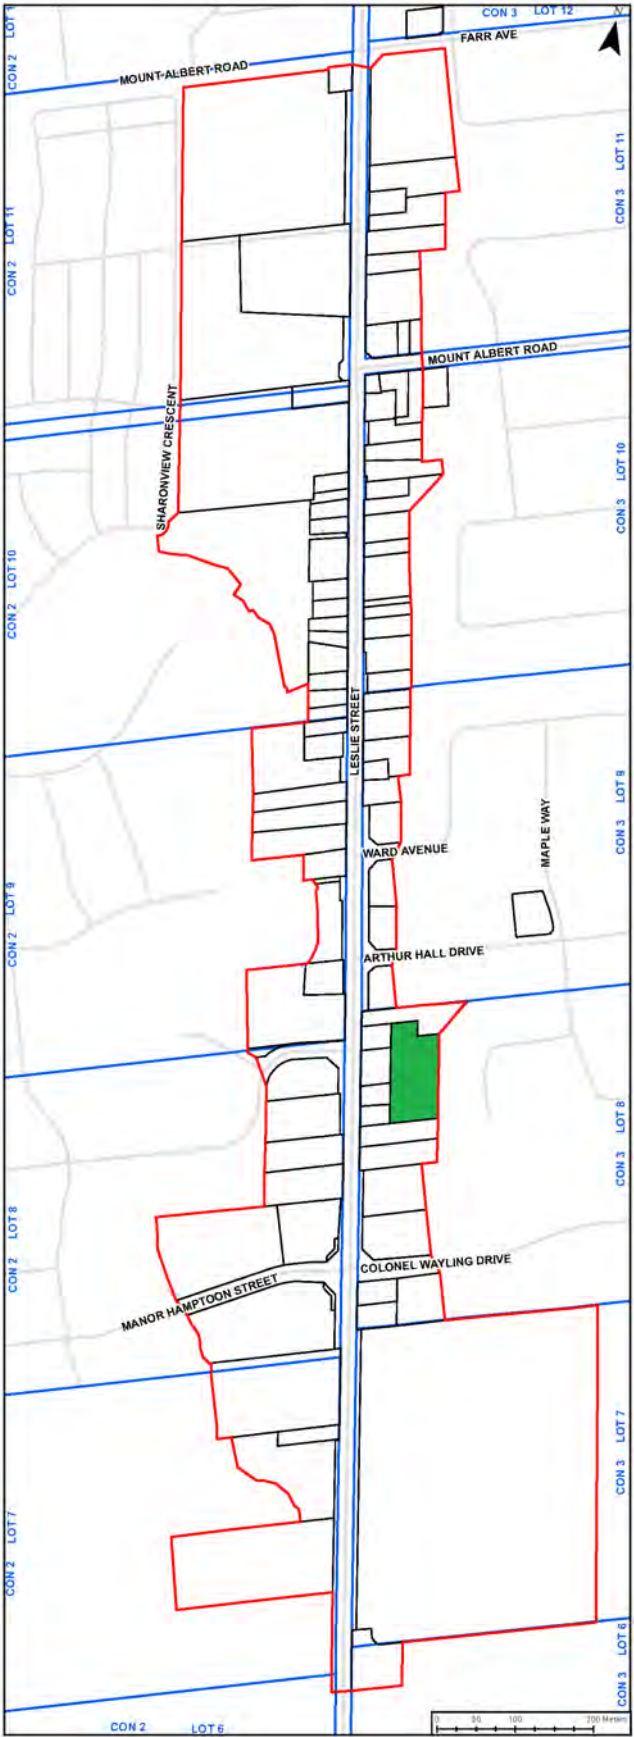 CON 3 LOT 12
N
CON 2 LOT 1
FARR AVE
MOUNT ALBERT ROAD
CON 3 LOT 11
CON 2 LOT 11
MOUNT ALBERT ROAD
SHARONVIEW CRESCENT
CON 3 LOT 10
CON 2 LOT 10
LESLIE STREET
CON 3 LOT 9
MAPLE WAY
WARD AVENUE
CON 2 LOT 9
ARTHUR HALL DRIVE
CON 3 LOT 8
CON 2 LOT 8
COLONEL WAYLING DRIVE
MANOR HAMPTOON STREET
CON 3 LOT 7
CON 2 LOT 7
CON 3 LOT 6
CON 2 LOT 6
0 50 100 200 Meters